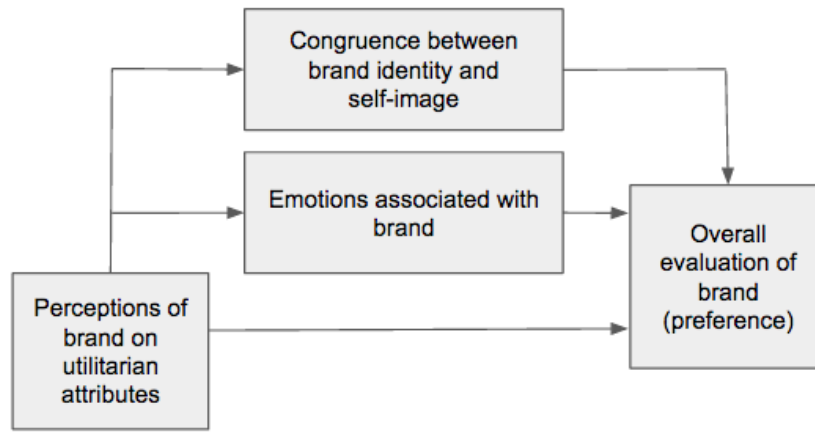 Congruence between
brand identity and
self-image
Emotions associated with
brand
Overall
evaluation of
brand
(preference)
Perceptions of
brand on
utilitarian
attributes